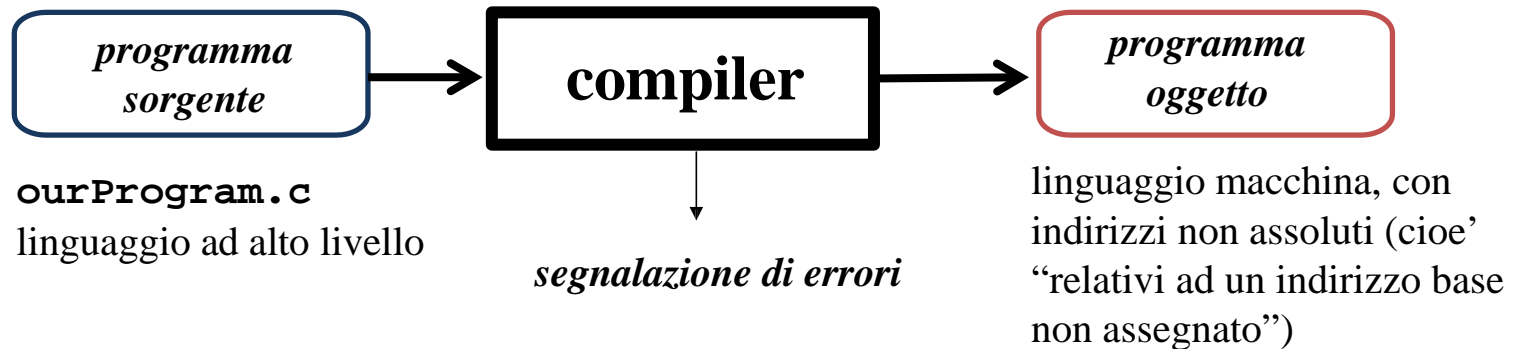 programma
sorgente
compiler
programma
oggetto
ourProgram.c
linguaggio ad alto livello
segnalazione di errori
linguaggio macchina, con
indirizzi non assoluti (cioe’
“relativi ad un indirizzo base
non assegnato”)